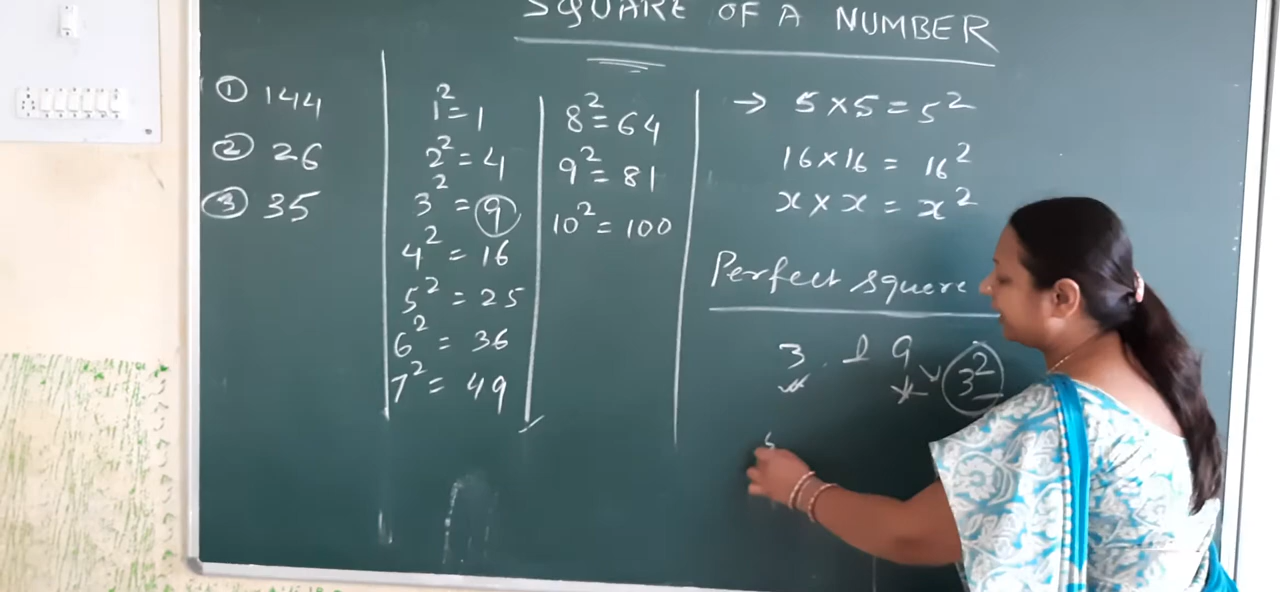 SQUARE OF A NUMBER
① 144
② 26
③ 35
1² = 1
2² = 4
3² = 9
4² = 16
5² = 25
6² = 36
7² = 49
8² = 64
9² = 81
10² = 100
→ 5 × 5 = 5²
16 × 16 = 16²
x × x = x²
Perfect squere
3 9 3²